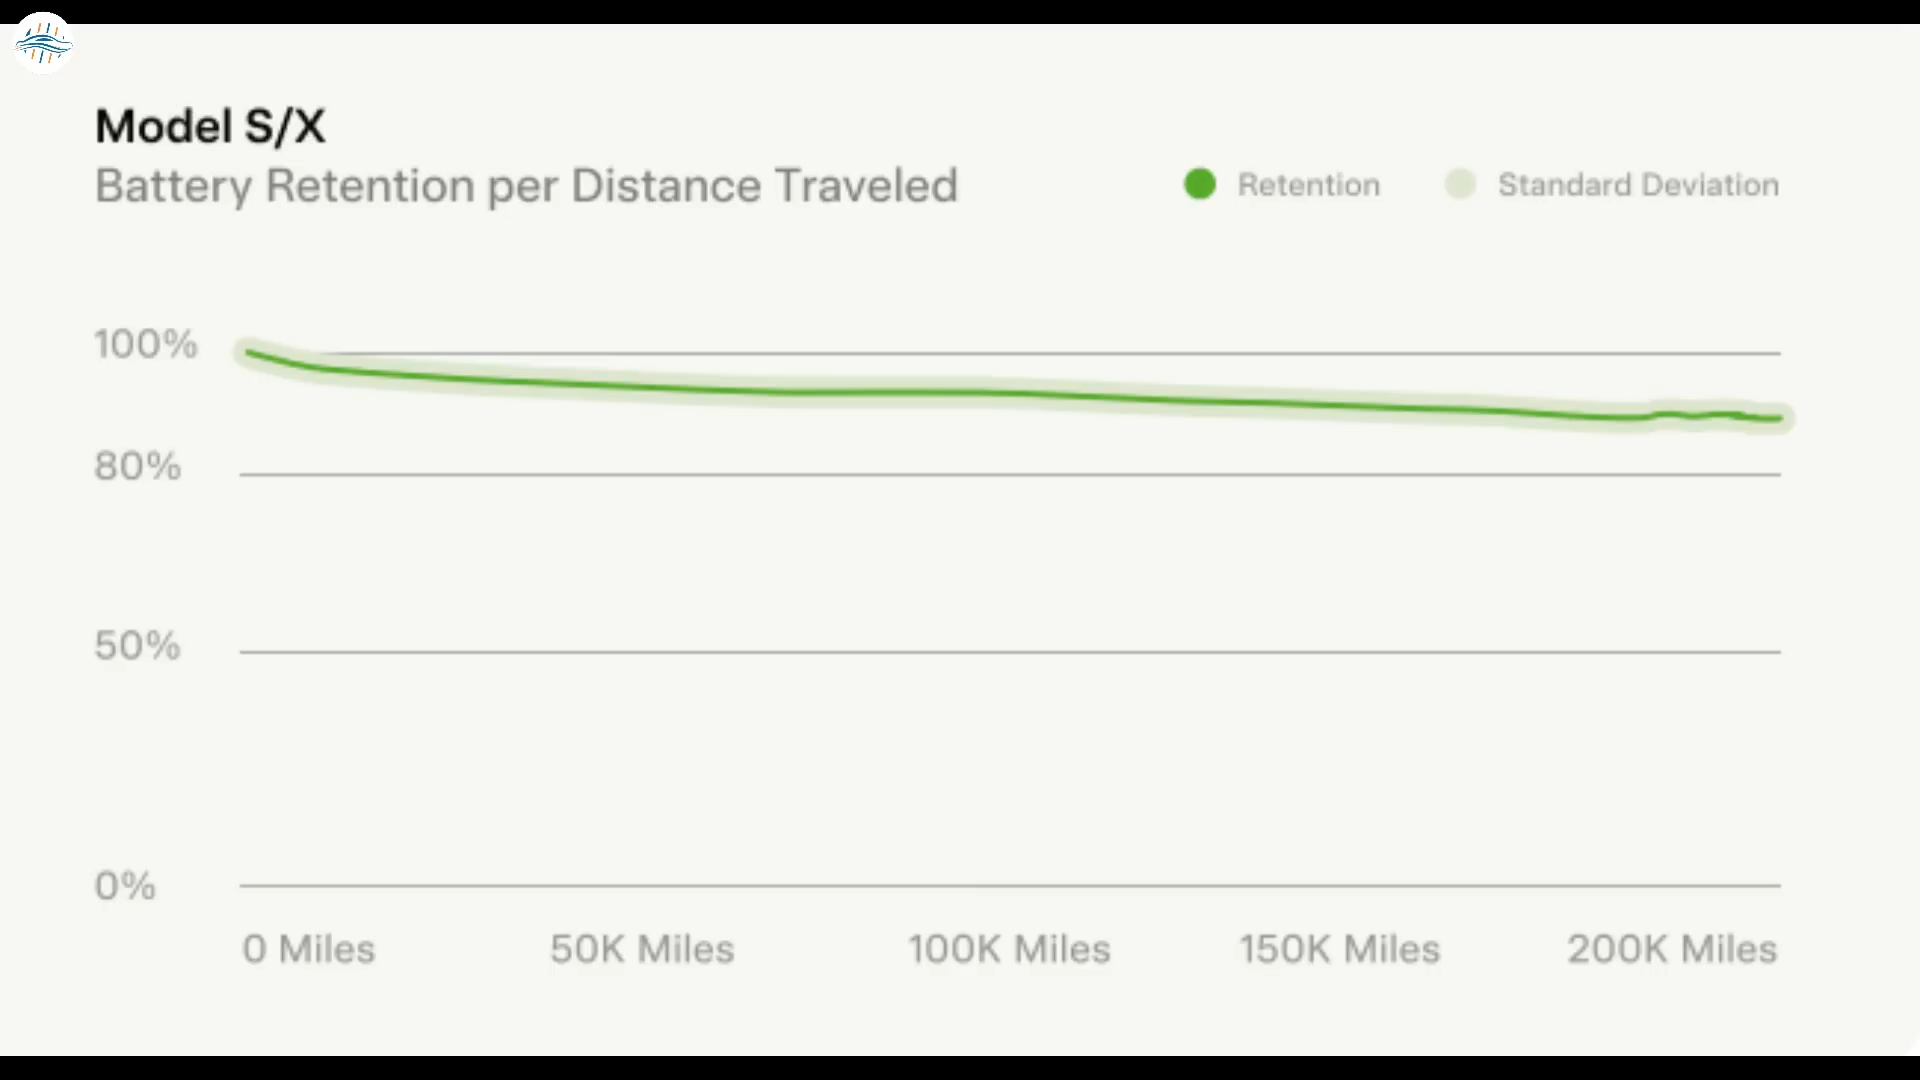 Model S/X
Battery Retention per Distance Traveled
Retention
Standard Deviation
100%
80%
50%
0%
0 Miles
50K Miles
100K Miles
150K Miles
200K Miles